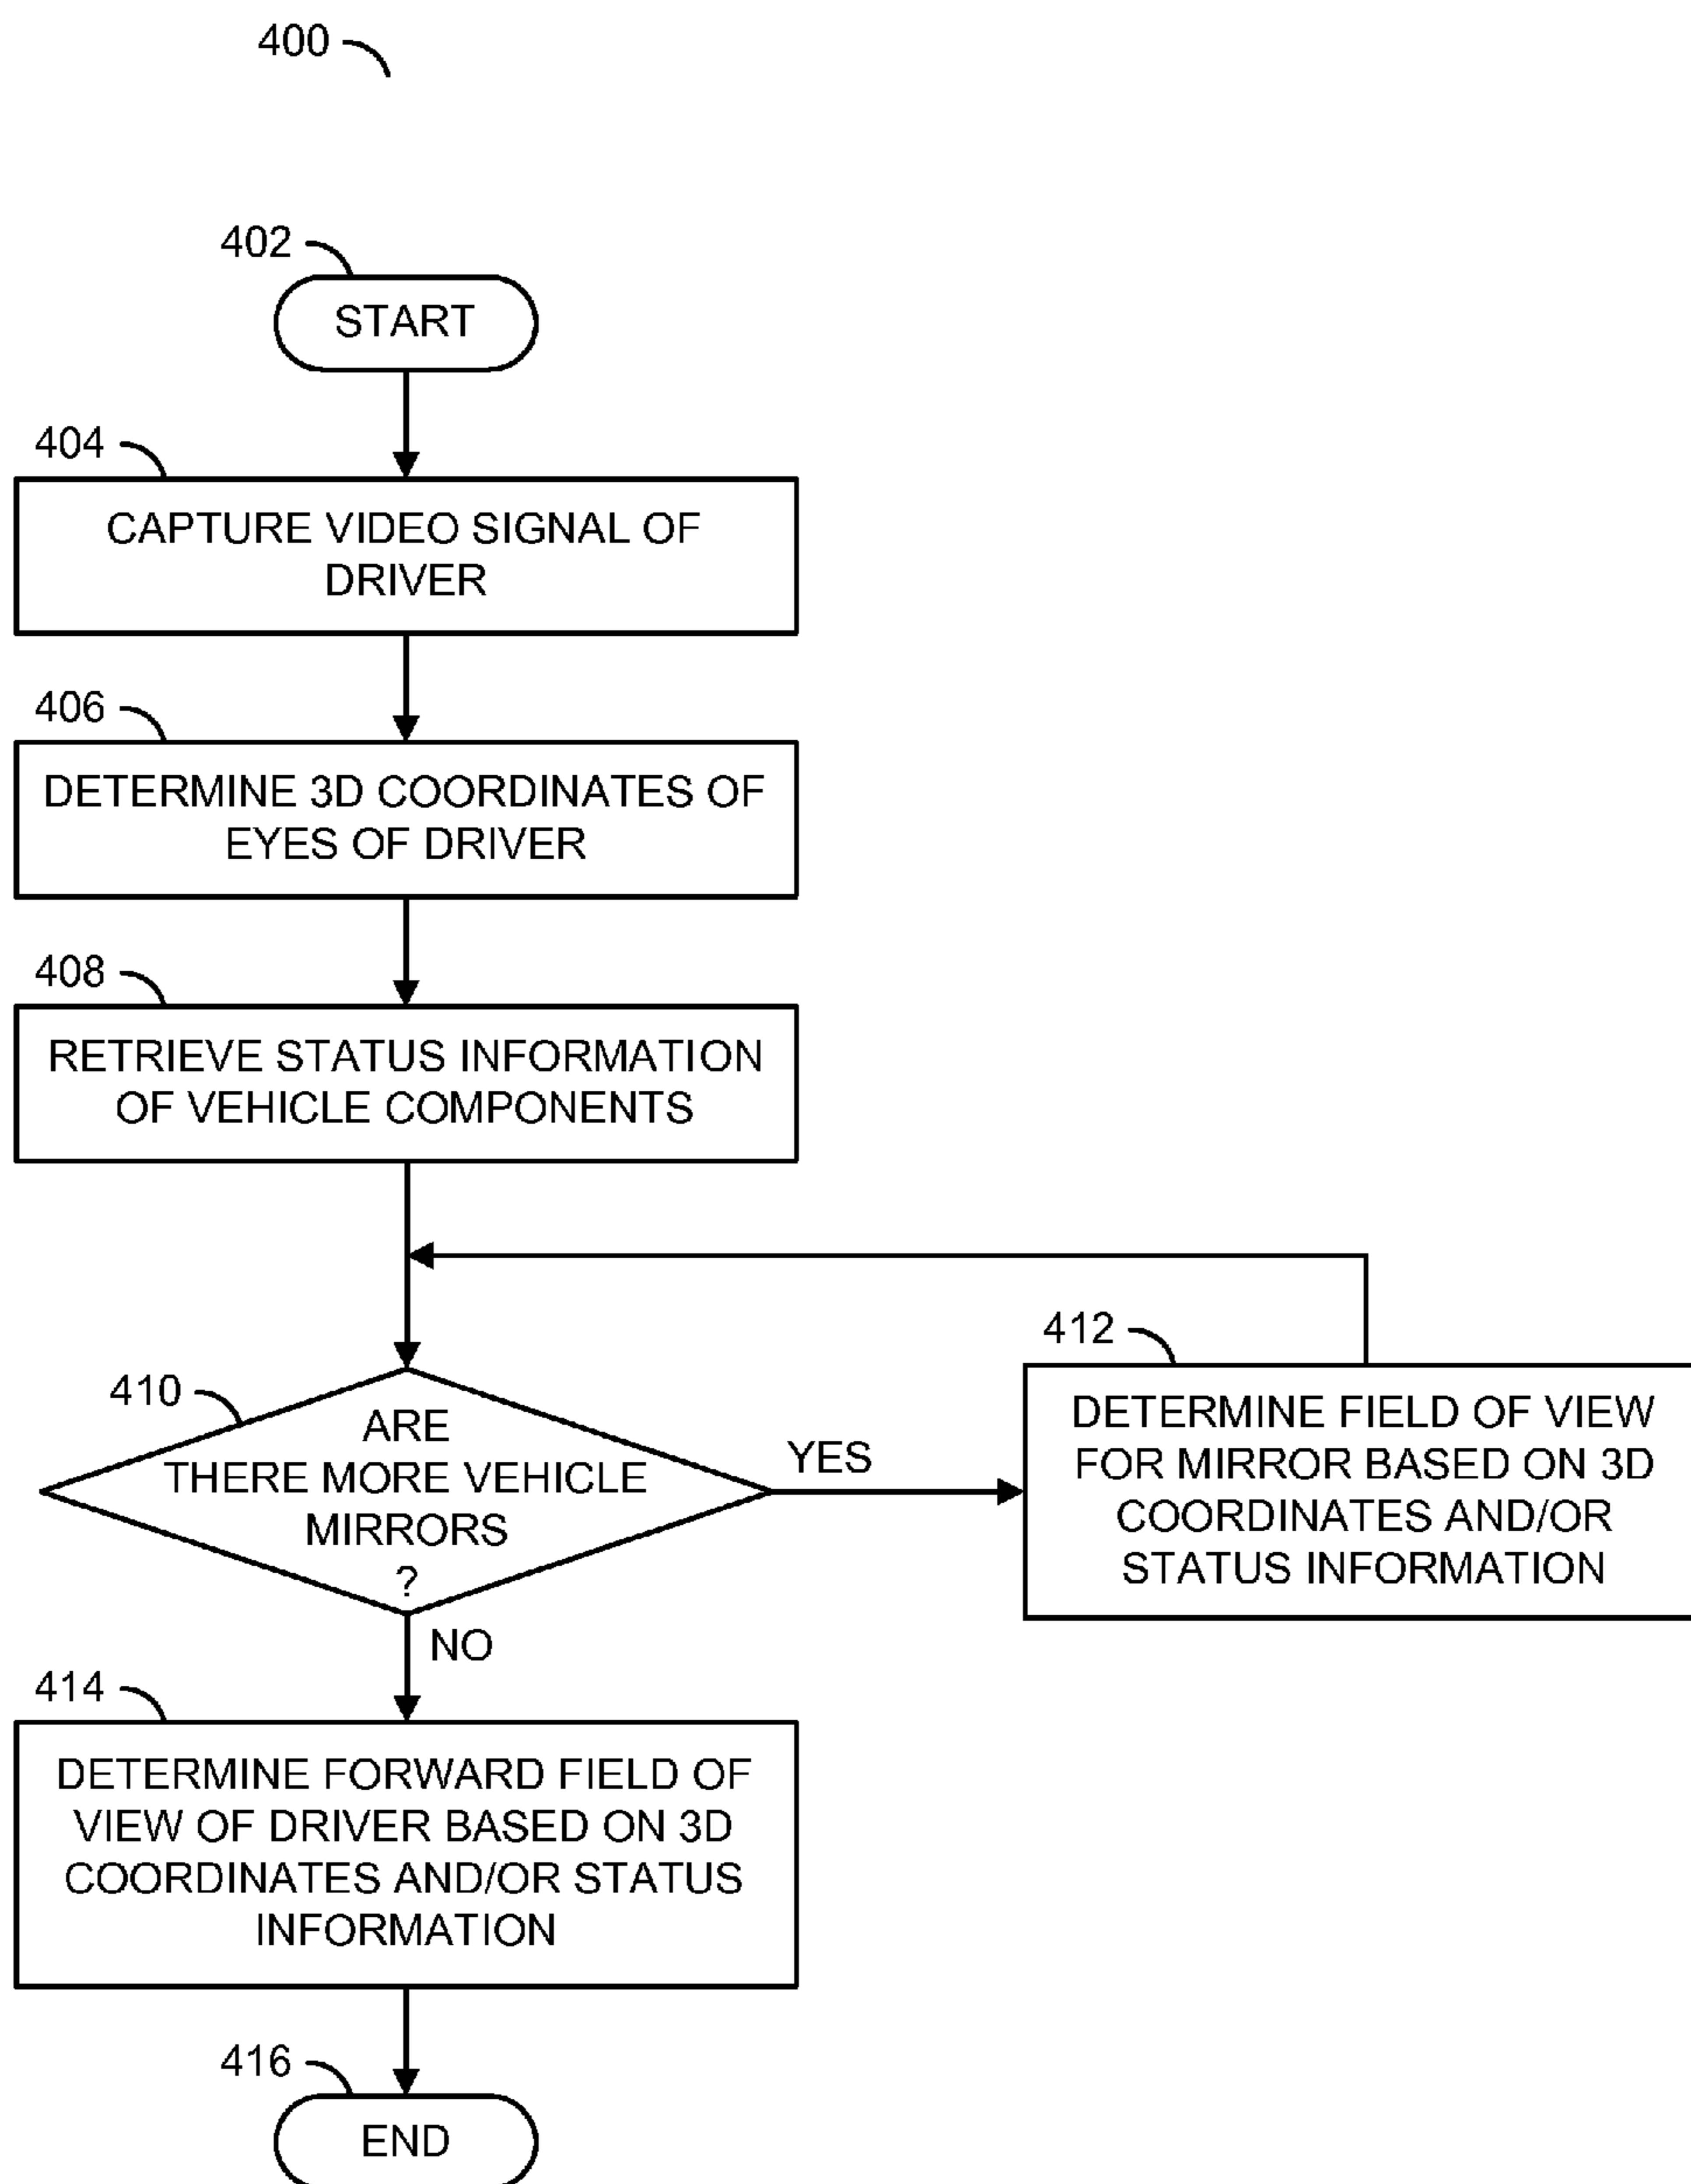 400
402
START
404
CAPTURE VIDEO SIGNAL OF
DRIVER
406
DETERMINE 3D COORDINATES OF
EYES OF DRIVER
408
RETRIEVE STATUS INFORMATION
OF VEHICLE COMPONENTS
410
ARE
THERE MORE VEHICLE
MIRRORS
?
YES
412
DETERMINE FIELD OF VIEW
FOR MIRROR BASED ON 3D
COORDINATES AND/OR
STATUS INFORMATION
NO
414
DETERMINE FORWARD FIELD OF
VIEW OF DRIVER BASED ON 3D
COORDINATES AND/OR STATUS
INFORMATION
416
END